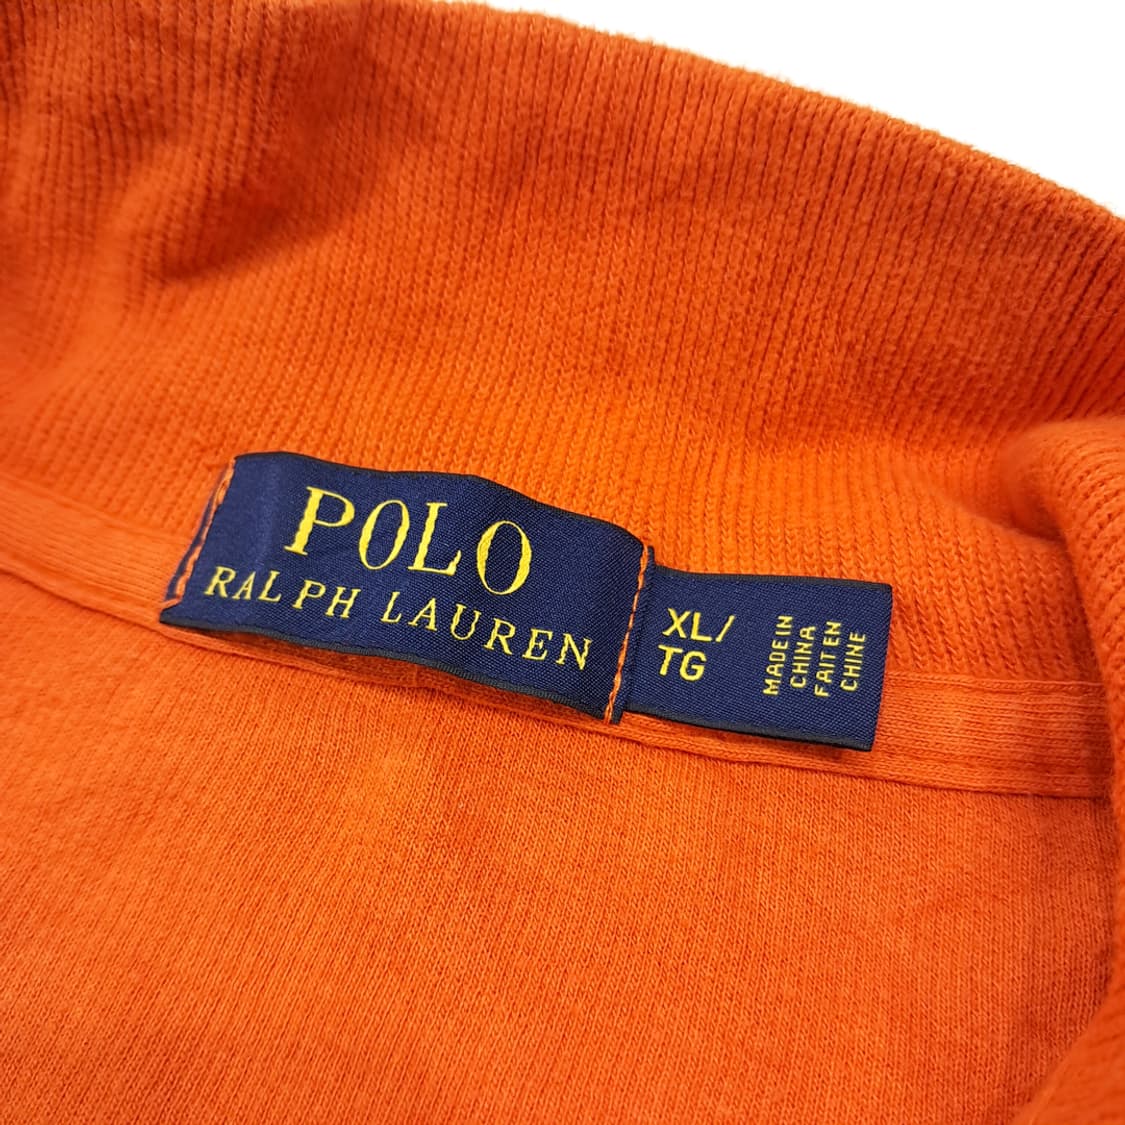 POLO
RALPH LAUREN
XL/
TG
MADE IN
CHINA
FAIT EN
CHINE